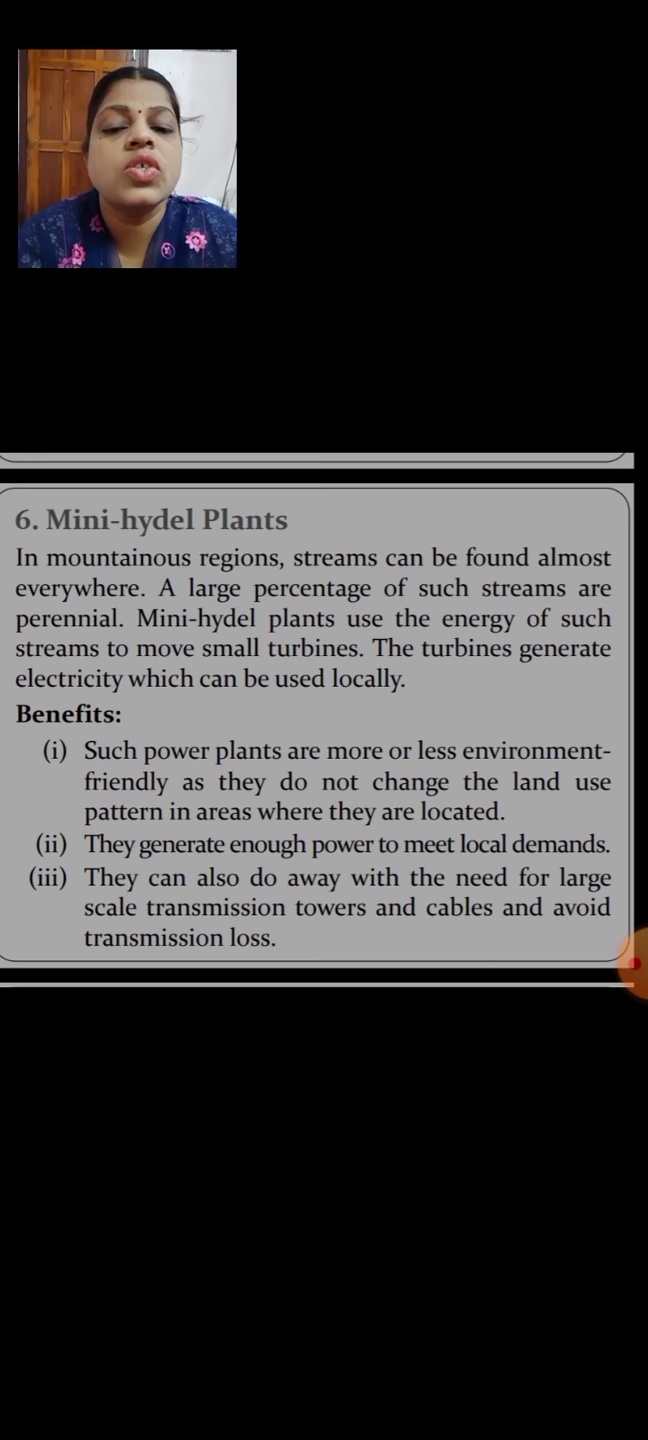 6. Mini-hydel Plants
In mountainous regions, streams can be found almost
everywhere. A large percentage of such streams are
perennial. Mini-hydel plants use the energy of such
streams to move small turbines. The turbines generate
electricity which can be used locally.
Benefits:
(i) Such power plants are more or less environment-
friendly as they do not change the land use
pattern in areas where they are located.
(ii) They generate enough power to meet local demands.
(iii) They can also do away with the need for large
scale transmission towers and cables and avoid
transmission loss.